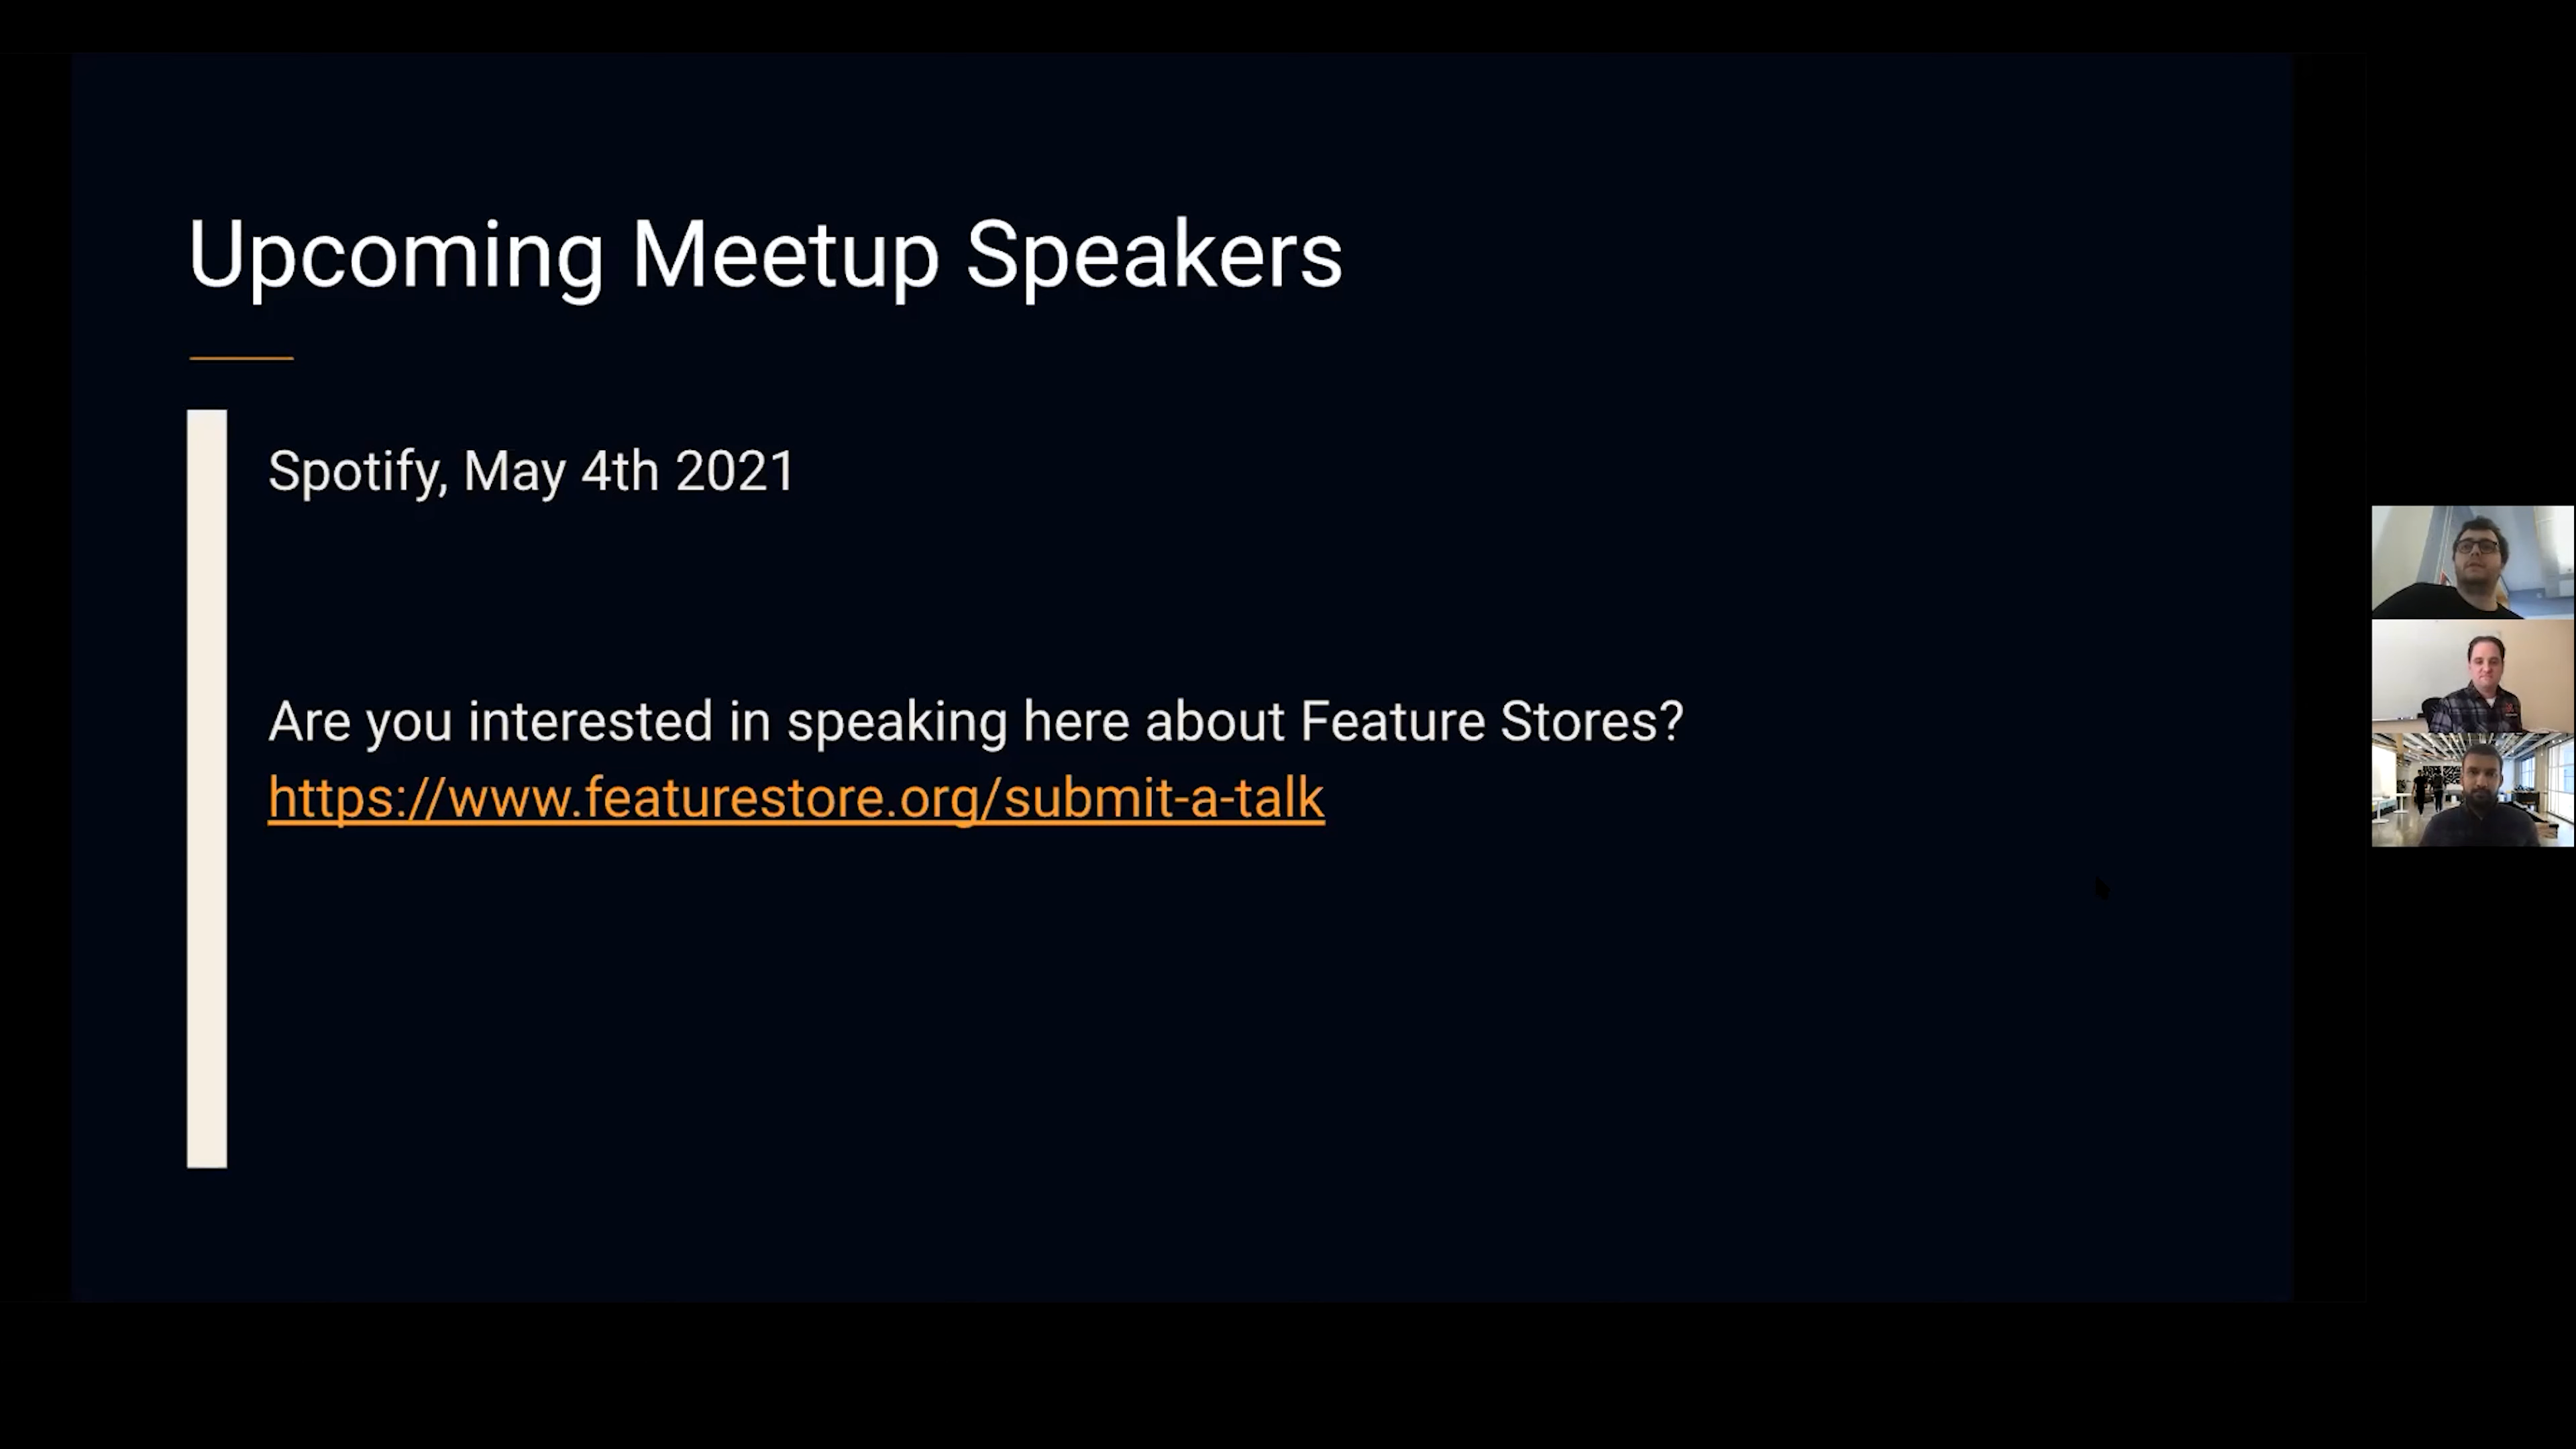 Upcoming Meetup Speakers
Spotify, May 4th 2021
Are you interested in speaking here about Feature Stores?
https://www.featurestore.org/submit-a-talk